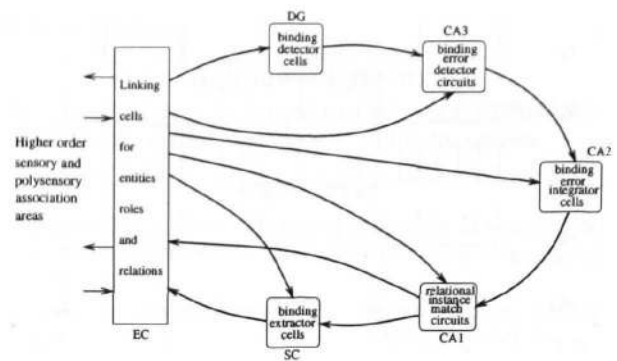 DG
binding
detector
cells
CA3
binding
error
detector
circuits
CA2
binding
error
integrator
cells
Linking
cells
for
entities
roles
and
relations
EC
Higher order
sensory and
polysensory
association
areas
relational
instance
match
circuits
CA1
binding
extractor
cells
SC